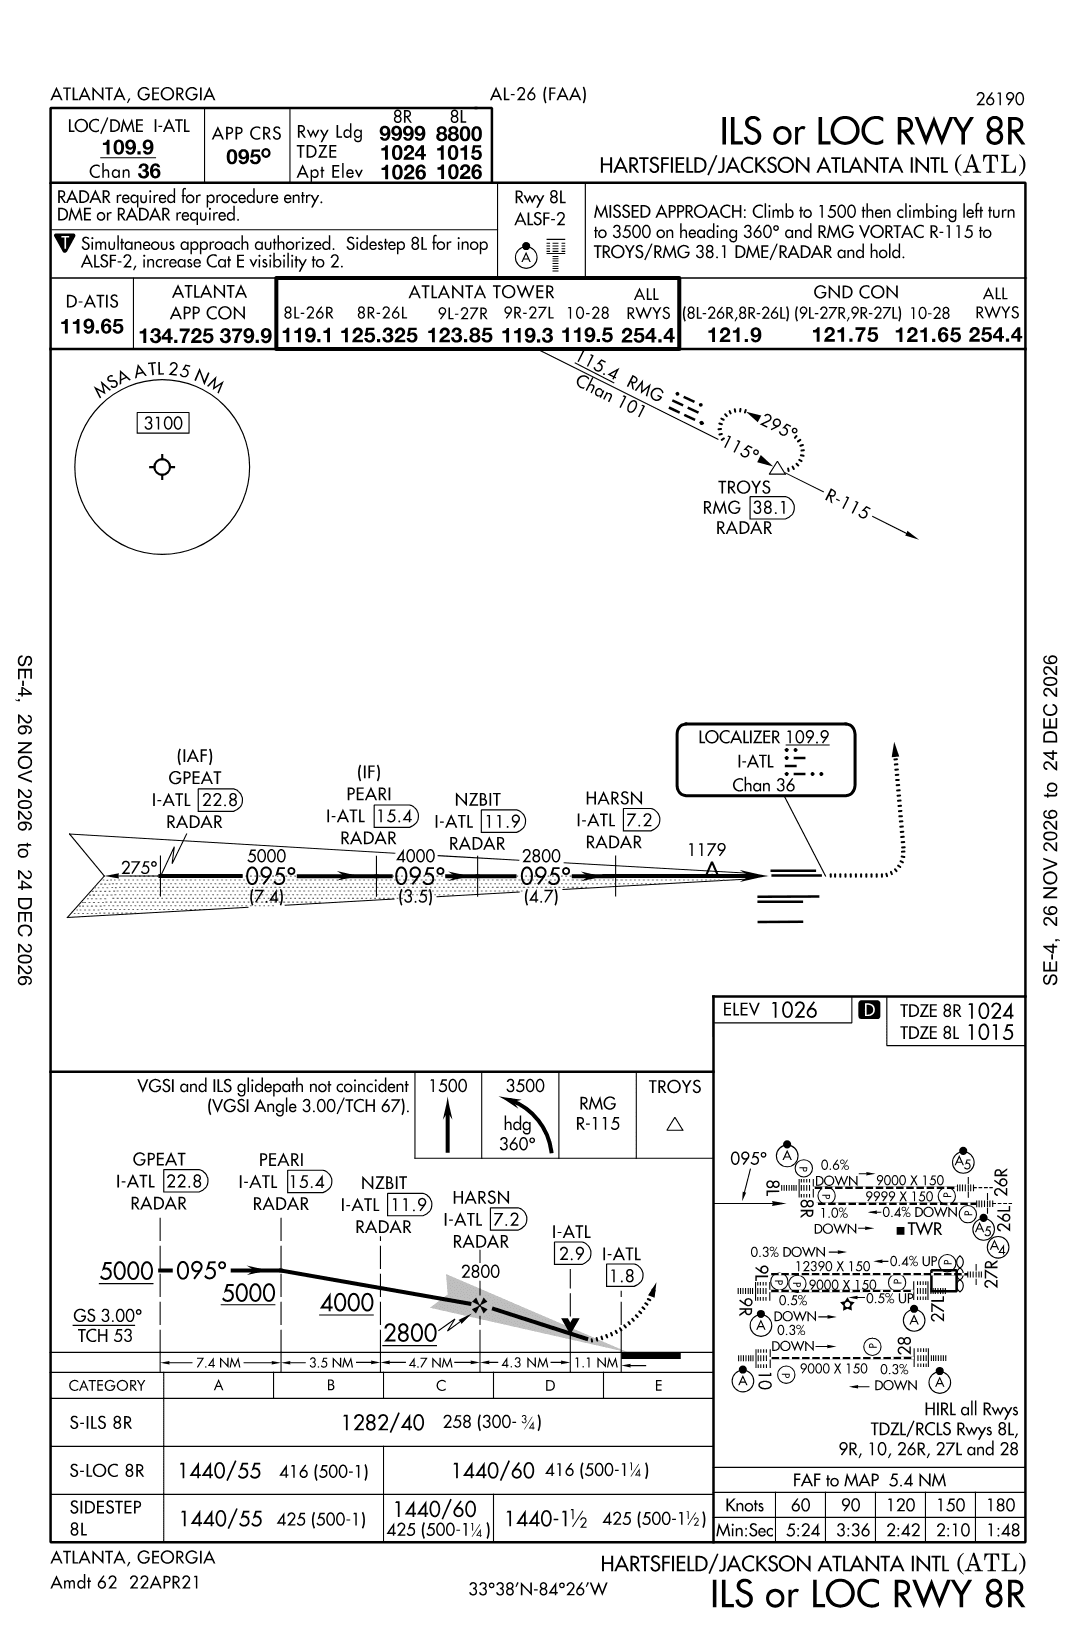 ATLANTA, GEORGIA
AL-26 (FAA)
26190
LOC/DME I-ATL
109.9
Chan 36
APP CRS
095°
8R 8L
Rwy Ldg 9999 8800
TDZE 1024 1015
Apt Elev 1026 1026
ILS or LOC RWY 8R
HARTSFIELD/JACKSON ATLANTA INTL (ATL)
RADAR required for procedure entry.
DME or RADAR required.
T Simultaneous approach authorized. Sidestep 8L for inop
ALSF-2, increase Cat E visibility to 2.
Rwy 8L
ALSF-2
A
MISSED APPROACH: Climb to 1500 then climbing left turn
to 3500 on heading 360° and RMG VORTAC R-115 to
TROYS/RMG 38.1 DME/RADAR and hold.
D-ATIS
119.65
ATLANTA
APP CON
134.725 379.9
ATLANTA TOWER
8L-26R 8R-26L 9L-27R 9R-27L 10-28 ALL RWYS
119.1 125.325 123.85 119.3 119.5 254.4
GND CON
(8L-26R,8R-26L) (9L-27R,9R-27L) 10-28 ALL RWYS
121.9 121.75 121.65 254.4
MSA ATL 25 NM
3100
115.4 RMG
Chan 101
295°
115°
TROYS
RMG 38.1
RADAR
R-115
SE-4, 26 NOV 2026 to 24 DEC 2026
SE-4, 26 NOV 2026 to 24 DEC 2026
LOCALIZER 109.9
I-ATL
Chan 36
(IAF)
GPEAT
I-ATL 22.8
RADAR
(IF)
PEARI
I-ATL 15.4
RADAR
NZBIT
I-ATL 11.9
RADAR
HARSN
I-ATL 7.2
RADAR
1179
275°
5000
095°
(7.4)
4000
095°
(3.5)
2800
095°
(4.7)
ELEV 1026
D
TDZE 8R 1024
TDZE 8L 1015
VGSI and ILS glidepath not coincident
(VGSI Angle 3.00/TCH 67).
1500
3500
hdg
360°
RMG
R-115
TROYS
GPEAT
I-ATL 22.8
RADAR
PEARI
I-ATL 15.4
RADAR
NZBIT
I-ATL 11.9
RADAR
HARSN
I-ATL 7.2
RADAR
I-ATL
2.9
I-ATL
1.8
2800
5000 095°
5000
4000
2800
GS 3.00°
TCH 53
7.4 NM 3.5 NM 4.7 NM 4.3 NM 1.1 NM
095°
A
P
A5
0.6%
DOWN
9000 X 150
8L
26R
P
9999 X 150
P
8R
26L
1.0%
DOWN
0.4% DOWN
P
A5
TWR
A4
0.3% DOWN
0.4% UP
P
12390 X 150
9L
27R
P
P
9000 X 150
P
9R
27L
0.5%
DOWN
0.5% UP
A
A
0.3%
DOWN
P
28
10
P
9000 X 150
0.3%
DOWN
A
A
HIRL all Rwys
TDZL/RCLS Rwys 8L,
9R, 10, 26R, 27L and 28
CATEGORY A B C D E
S-ILS 8R 1282/40 258 (300-¾)
S-LOC 8R 1440/55 416 (500-1) 1440/60 416 (500-1¼)
SIDESTEP
8L
1440/55 425 (500-1)
1440/60
425 (500-1¼)
1440-1½ 425 (500-1½)
FAF to MAP 5.4 NM
Knots 60 90 120 150 180
Min:Sec 5:24 3:36 2:42 2:10 1:48
ATLANTA, GEORGIA
Amdt 62 22APR21
33°38'N-84°26'W
HARTSFIELD/JACKSON ATLANTA INTL (ATL)
ILS or LOC RWY 8R